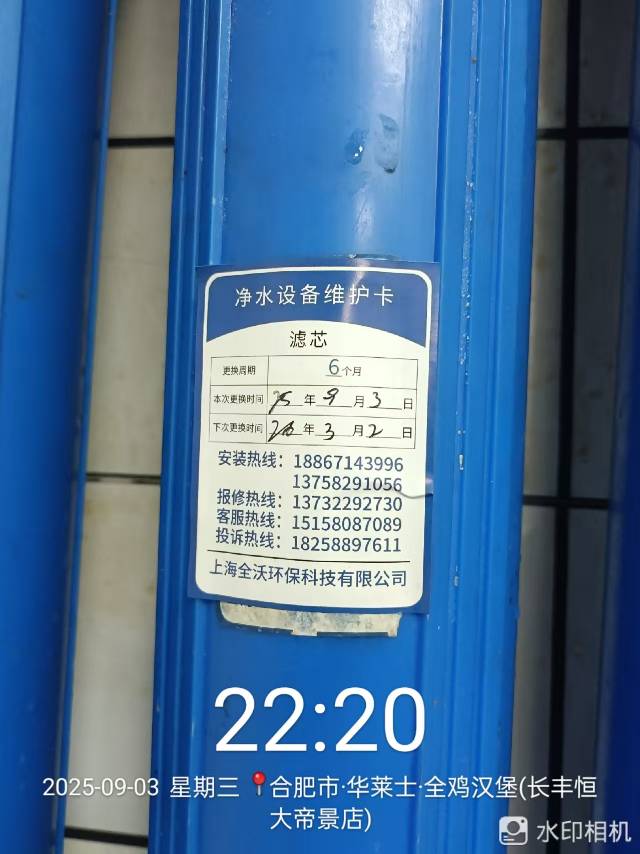 净水设备维护卡
滤芯
更换周期 6个月
本次更换时间 25年9月3日
下次更换时间 26年3月2日
安装热线：18867143996
13758291056
报修热线：13732292730
客服热线：15158087089
投诉热线：18258897611
上海全沃环保科技有限公司
22:20
2025-09-03 星期三 📍合肥市·华莱士·全鸡汉堡(长丰恒
大帝景店)
水印相机